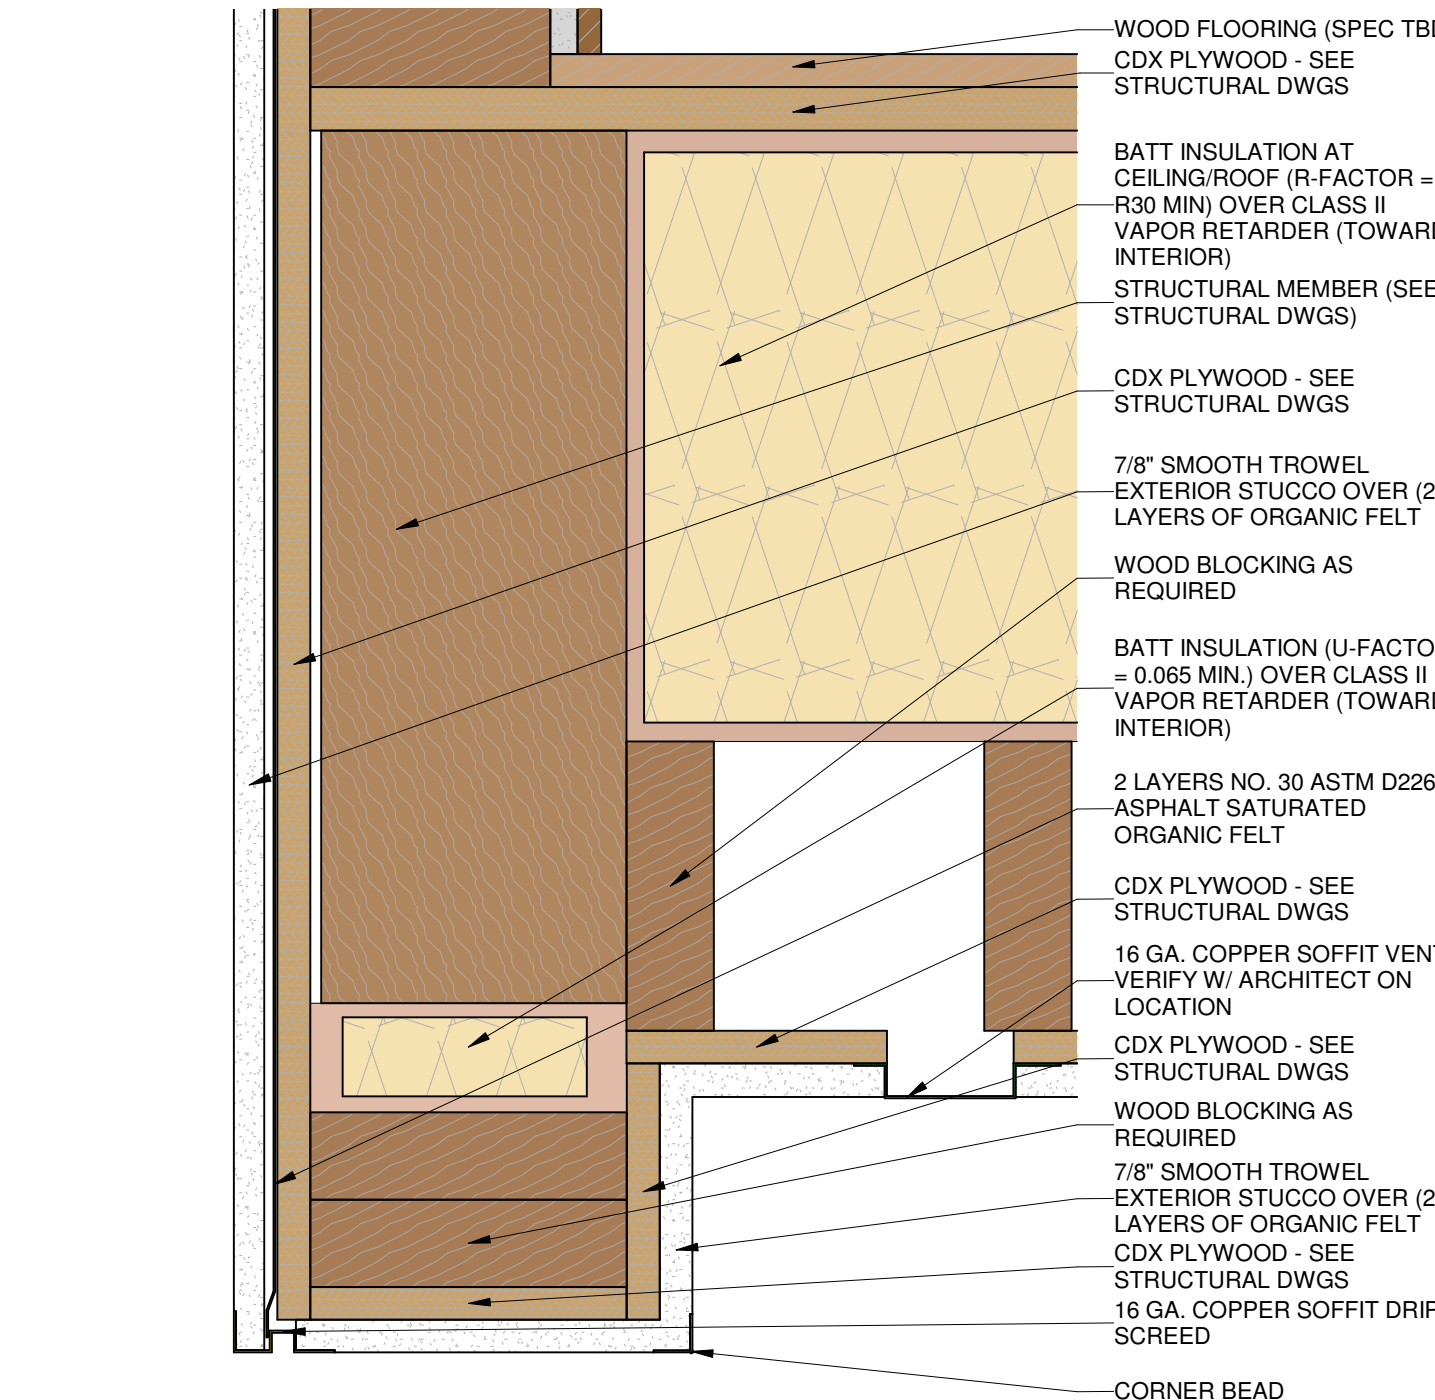 WOOD FLOORING (SPEC TBD
CDX PLYWOOD - SEE
STRUCTURAL DWGS
BATT INSULATION AT
CEILING/ROOF (R-FACTOR =
R30 MIN) OVER CLASS II
VAPOR RETARDER (TOWARD
INTERIOR)
STRUCTURAL MEMBER (SEE
STRUCTURAL DWGS)
CDX PLYWOOD - SEE
STRUCTURAL DWGS
7/8" SMOOTH TROWEL
EXTERIOR STUCCO OVER (2
LAYERS OF ORGANIC FELT
WOOD BLOCKING AS
REQUIRED
BATT INSULATION (U-FACTO
= 0.065 MIN.) OVER CLASS II
VAPOR RETARDER (TOWARD
INTERIOR)
2 LAYERS NO. 30 ASTM D226
ASPHALT SATURATED
ORGANIC FELT
CDX PLYWOOD - SEE
STRUCTURAL DWGS
16 GA. COPPER SOFFIT VENT
VERIFY W/ ARCHITECT ON
LOCATION
CDX PLYWOOD - SEE
STRUCTURAL DWGS
WOOD BLOCKING AS
REQUIRED
7/8" SMOOTH TROWEL
EXTERIOR STUCCO OVER (2
LAYERS OF ORGANIC FELT
CDX PLYWOOD - SEE
STRUCTURAL DWGS
16 GA. COPPER SOFFIT DRIP
SCREED
CORNER BEAD